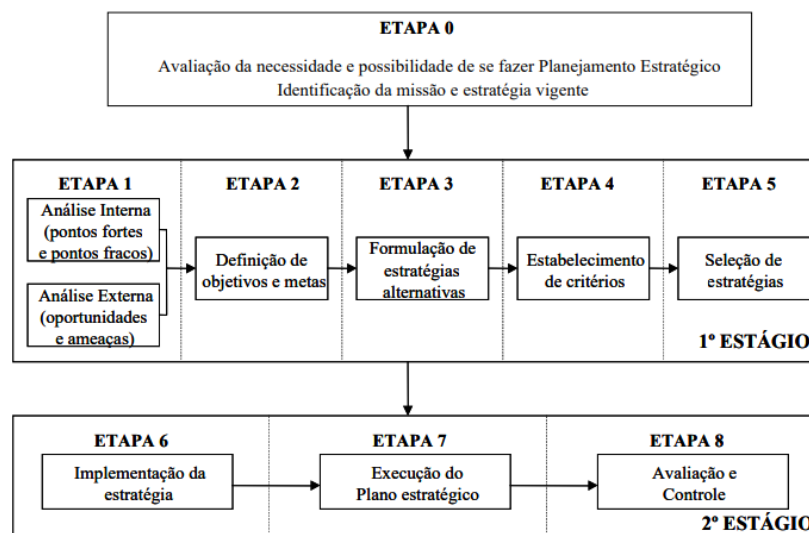 ETAPA 0
Avaliação da necessidade e possibilidade de se fazer Planejamento Estratégico
Identificação da missão e estratégia vigente
ETAPA 1
Análise Interna
(pontos fortes
e pontos fracos)
Análise Externa
(oportunidades
e ameaças)
ETAPA 2
Definição de
objetivos e metas
ETAPA 3
Formulação de
estratégias
alternativas
ETAPA 4
Estabelecimento
de critérios
ETAPA 5
Seleção de
estratégias
1º ESTÁGIO
ETAPA 6
Implementação da
estratégia
ETAPA 7
Execução do
Plano estratégico
ETAPA 8
Avaliação e
Controle
2º ESTÁGIO